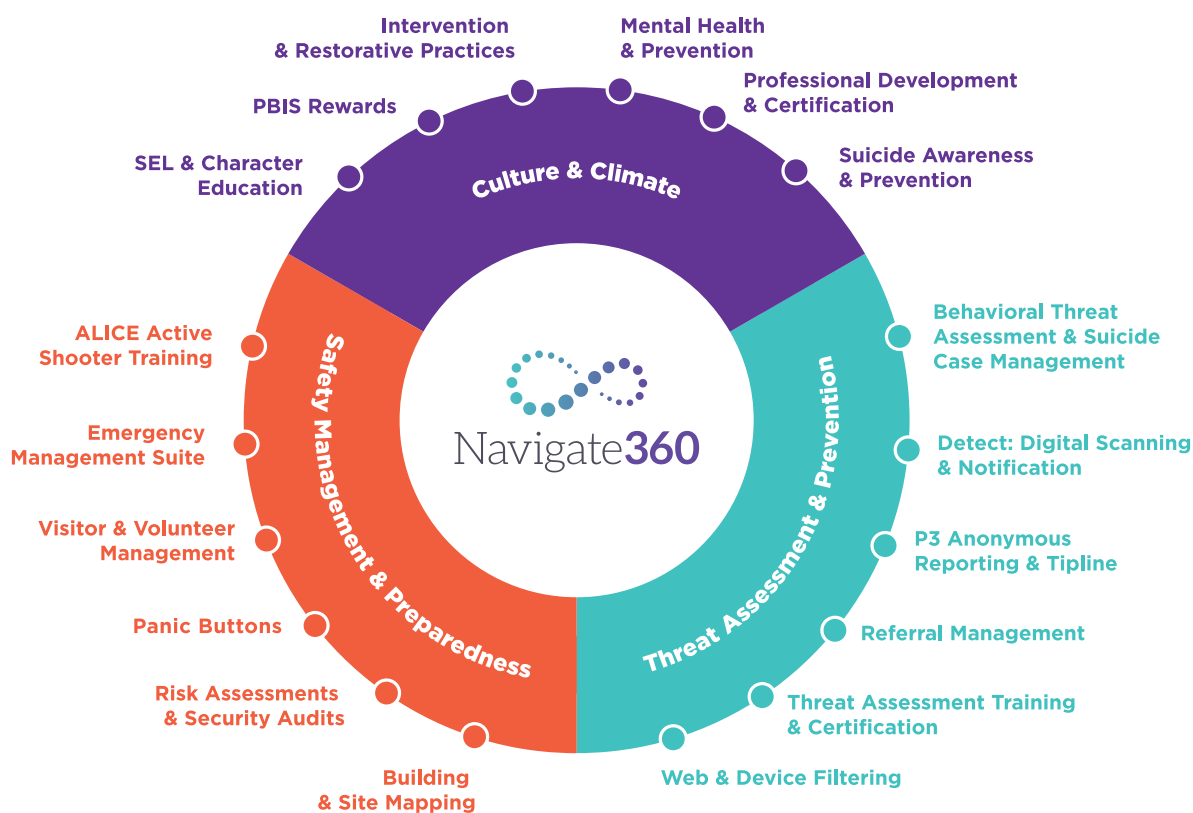 Intervention
& Restorative Practices
Mental Health
& Prevention
PBIS Rewards
Professional Development
& Certification
SEL & Character
Education
Suicide Awareness
& Prevention
Culture & Climate
ALICE Active
Shooter Training
Emergency
Management Suite
Visitor & Volunteer
Management
Panic Buttons
Risk Assessments
& Security Audits
Building
& Site Mapping
Safety Management & Preparedness
Navigate360
Threat Assessment & Prevention
Behavioral Threat
Assessment & Suicide
Case Management
Detect: Digital Scanning
& Notification
P3 Anonymous
Reporting & Tipline
Referral Management
Threat Assessment Training
& Certification
Web & Device Filtering